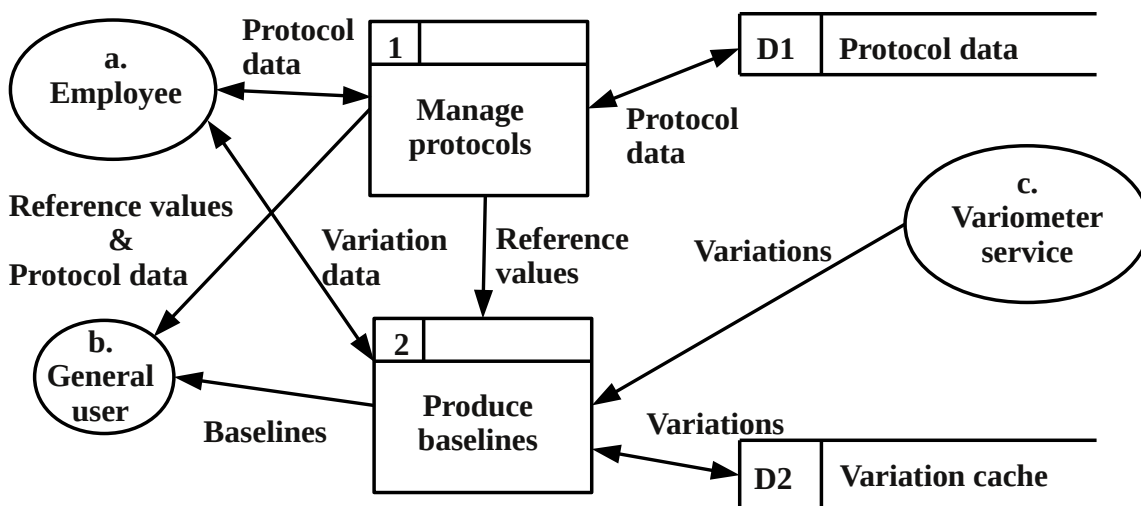 a.
Employee
Protocol
data
1
Manage
protocols
D1
Protocol data
Protocol
data
Reference values
&
Protocol data
Variation
data
Reference
values
Variations
c.
Variometer
service
b.
General
user
Baselines
2
Produce
baselines
Variations
D2
Variation cache